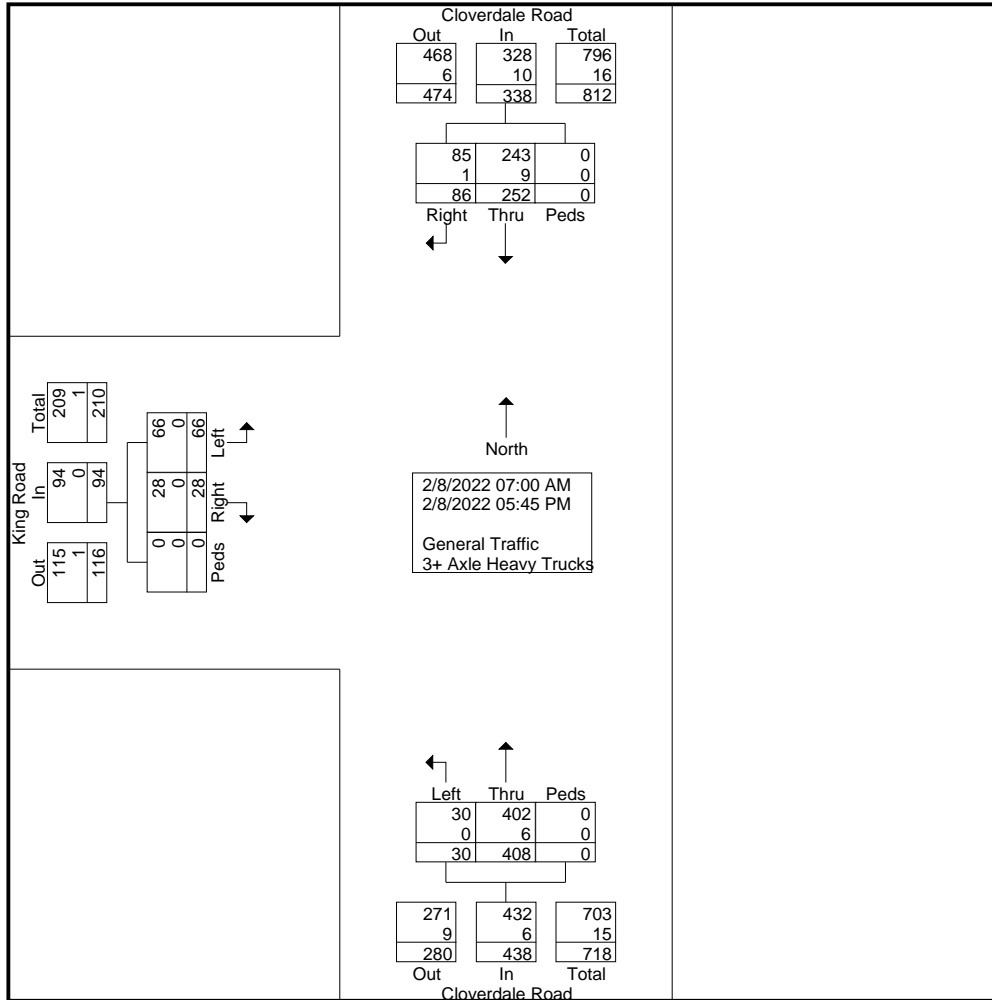 Cloverdale Road
Out In Total
468 328 796
6 10 16
474 338 812
85 243 0
1 9 0
86 252 0
Right Thru Peds
King Road
Total
209
1
210
In
94
0
94
Out
115
1
116
Left
66
0
66
Right
28
0
28
Peds
0
0
0
North
2/8/2022 07:00 AM
2/8/2022 05:45 PM
General Traffic
3+ Axle Heavy Trucks
Left Thru Peds
30 402 0
0 6 0
30 408 0
271 432 703
9 6 15
280 438 718
Out In Total
Cloverdale Road